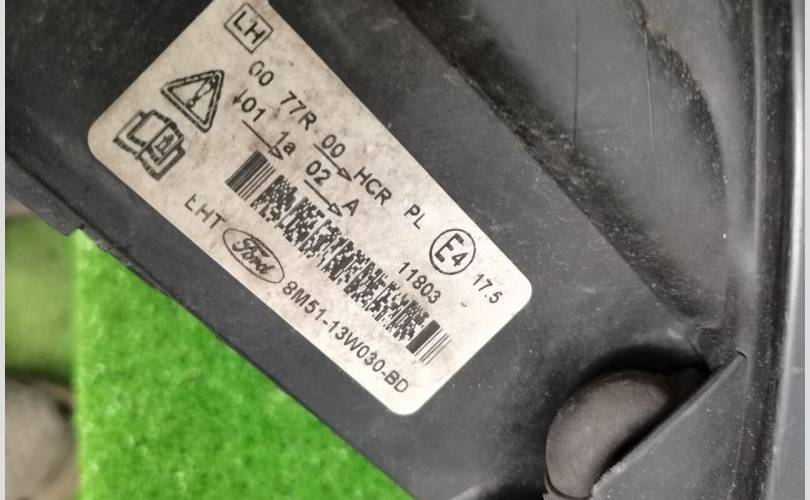 LH
00 77R 00 HCR PL E4 17.5
01 1a 02 A
11803
LHT Ford 8M51-13W030-BD